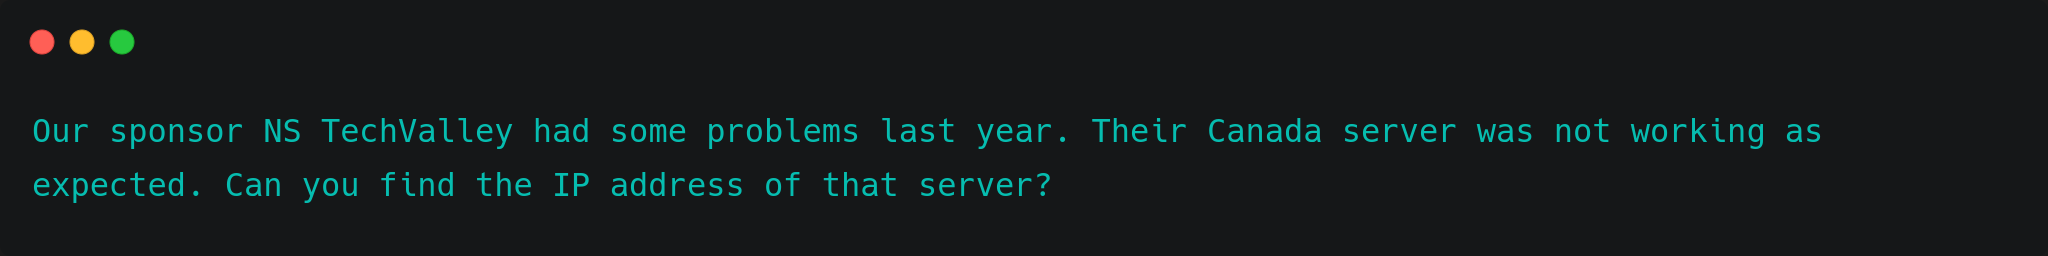 Our sponsor NS TechValley had some problems last year. Their Canada server was not working as
expected. Can you find the IP address of that server?